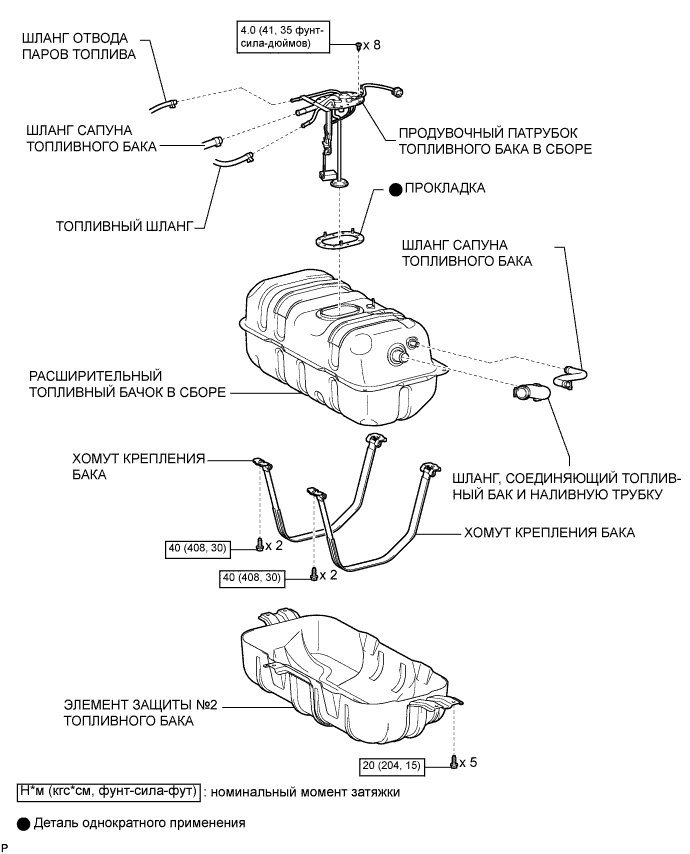 ШЛАНГ ОТВОДА
ПАРОВ ТОПЛИВА
4.0 (41, 35 фунт-
сила-дюймов)
x 8
ШЛАНГ САПУНА
ТОПЛИВНОГО БАКА
ПРОДУВОЧНЫЙ ПАТРУБОК
ТОПЛИВНОГО БАКА В СБОРЕ
ПРОКЛАДКА
ТОПЛИВНЫЙ ШЛАНГ
ШЛАНГ САПУНА
ТОПЛИВНОГО БАКА
РАСШИРИТЕЛЬНЫЙ
ТОПЛИВНЫЙ БАЧОК В СБОРЕ
ХОМУТ КРЕПЛЕНИЯ
БАКА
ШЛАНГ, СОЕДИНЯЮЩИЙ ТОПЛИВ-
НЫЙ БАК И НАЛИВНУЮ ТРУБКУ
ХОМУТ КРЕПЛЕНИЯ БАКА
40 (408, 30)
x 2
40 (408, 30)
x 2
ЭЛЕМЕНТ ЗАЩИТЫ №2
ТОПЛИВНОГО БАКА
20 (204, 15)
x 5
Н*м (кгс*см, фунт-сила-фут) : номинальный момент затяжки
Деталь однократного применения
P